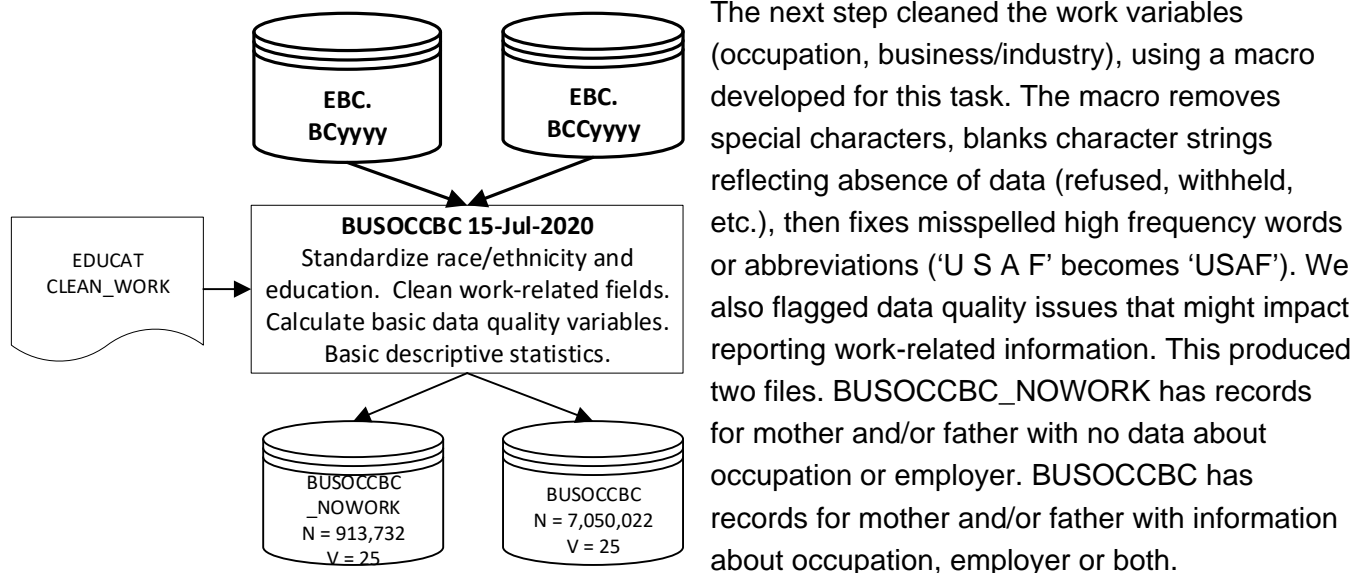 EBC.
BCyyyy
EBC.
BCCyyyy
EDUCAT
CLEAN_WORK
BUSOCCBC 15-Jul-2020
Standardize race/ethnicity and
education. Clean work-related fields.
Calculate basic data quality variables.
Basic descriptive statistics.
BUSOCCBC
_NOWORK
N = 913,732
V = 25
BUSOCCBC
N = 7,050,022
V = 25
The next step cleaned the work variables
(occupation, business/industry), using a macro
developed for this task. The macro removes
special characters, blanks character strings
reflecting absence of data (refused, withheld,
etc.), then fixes misspelled high frequency words
or abbreviations (‘U S A F’ becomes ‘USAF’). We
also flagged data quality issues that might impact
reporting work-related information. This produced
two files. BUSOCCBC_NOWORK has records
for mother and/or father with no data about
occupation or employer. BUSOCCBC has
records for mother and/or father with information
about occupation, employer or both.